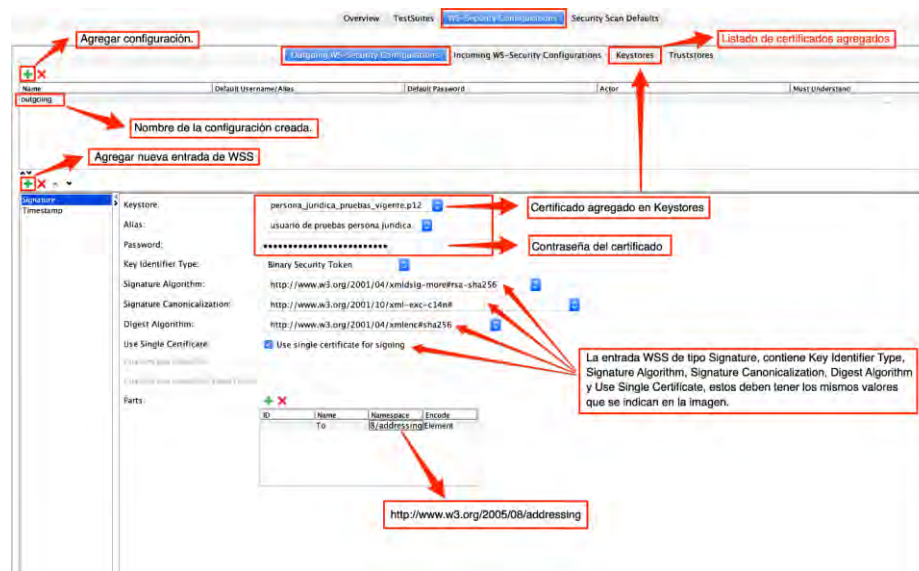 Overview TestSuites WS-Security Configurations Security Scan Defaults
Agregar configuración.
Listado de certificados agregados
Outgoing WS-Security Configurations Incoming WS-Security Configurations Keystores Truststores
Name Default Username/Alias Default Password Actor Must Understand
outgoing
Nombre de la configuración creada.
Agregar nueva entrada de WSS
Signature
Timestamp
Keystore: persona_juridica_pruebas_vigente.p12
Certificado agregado en Keystores
Alias: usuario de pruebas persona juridica
Password:
Contraseña del certificado
Key Identifier Type: Binary Security Token
Signature Algorithm: http://www.w3.org/2001/04/xmldsig-more#rsa-sha256
Signature Canonicalization: http://www.w3.org/2001/10/xml-exc-c14n#
Digest Algorithm: http://www.w3.org/2001/04/xmlenc#sha256
Use Single Certificate: Use single certificate for signing
La entrada WSS de tipo Signature, contiene Key Identifier Type,
Signature Algorithm, Signature Canonicalization, Digest Algorithm
y Use Single Certificate, estos deben tener los mismos valores
que se indican en la imagen.
Parts:
ID Name Namespace Encode
To 8/addressing Element
http://www.w3.org/2005/08/addressing